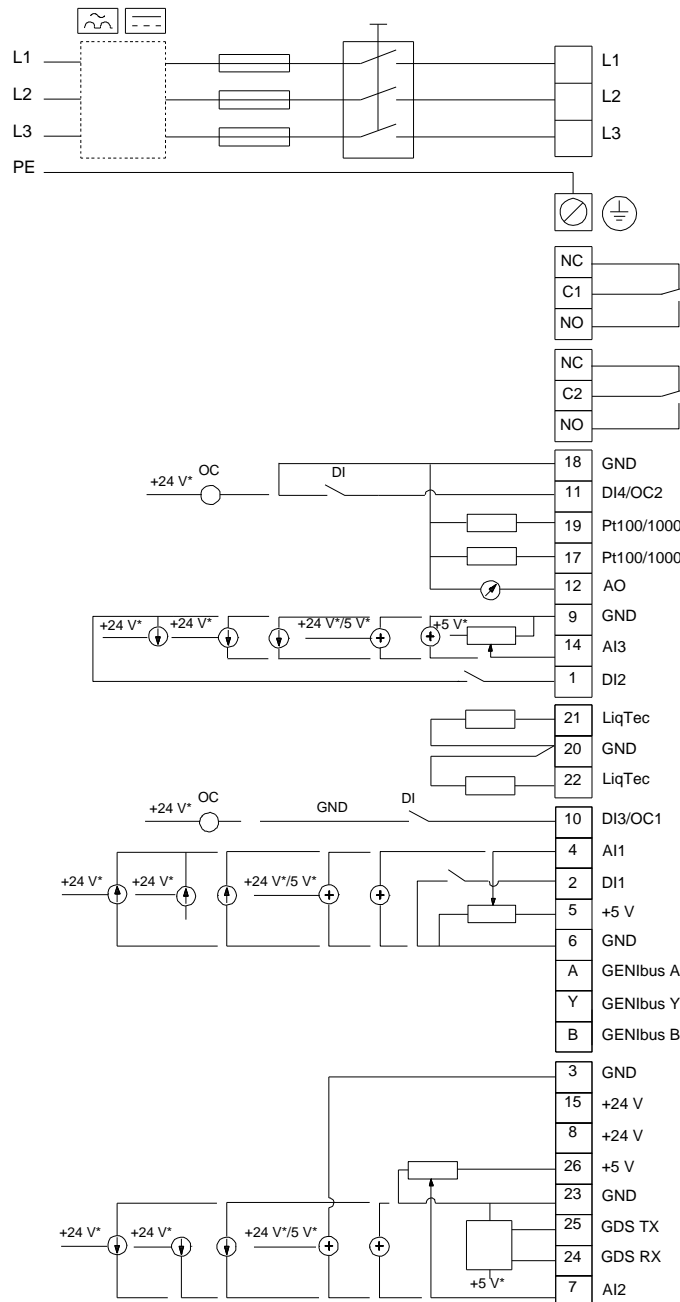 L1 L1
L2 L2
L3 L3
PE
NC
C1
NO
NC
C2
NO
18 GND
+24 V* OC DI 11 DI4/OC2
19 Pt100/1000
17 Pt100/1000
12 AO
9 GND
+24 V* +24 V* +24 V*/5 V* +5 V*
14 AI3
1 DI2
21 LiqTec
20 GND
22 LiqTec
+24 V* OC GND DI 10 DI3/OC1
4 AI1
+24 V* +24 V* +24 V*/5 V* 2 DI1
5 +5 V
6 GND
A GENIbus A
Y GENIbus Y
B GENIbus B
3 GND
15 +24 V
8 +24 V
26 +5 V
23 GND
25 GDS TX
+24 V* +24 V* +24 V*/5 V*
24 GDS RX
+5 V*
7 AI2